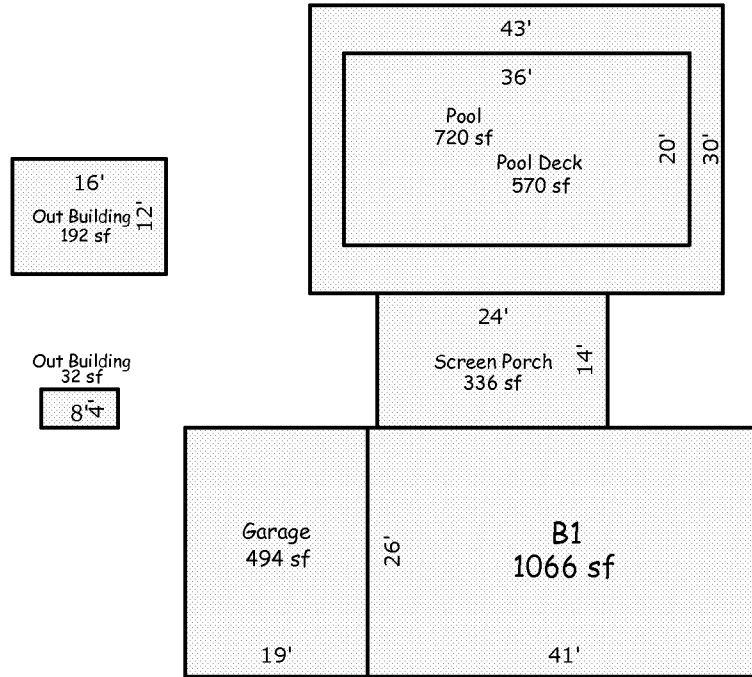 43'
36'
Pool
720 sf
20'
30'
Pool Deck
570 sf
16'
Out Building
192 sf
12'
24'
Screen Porch
336 sf
14'
Out Building
32 sf
8'
4'
Garage
494 sf
26'
B1
1066 sf
19'
41'